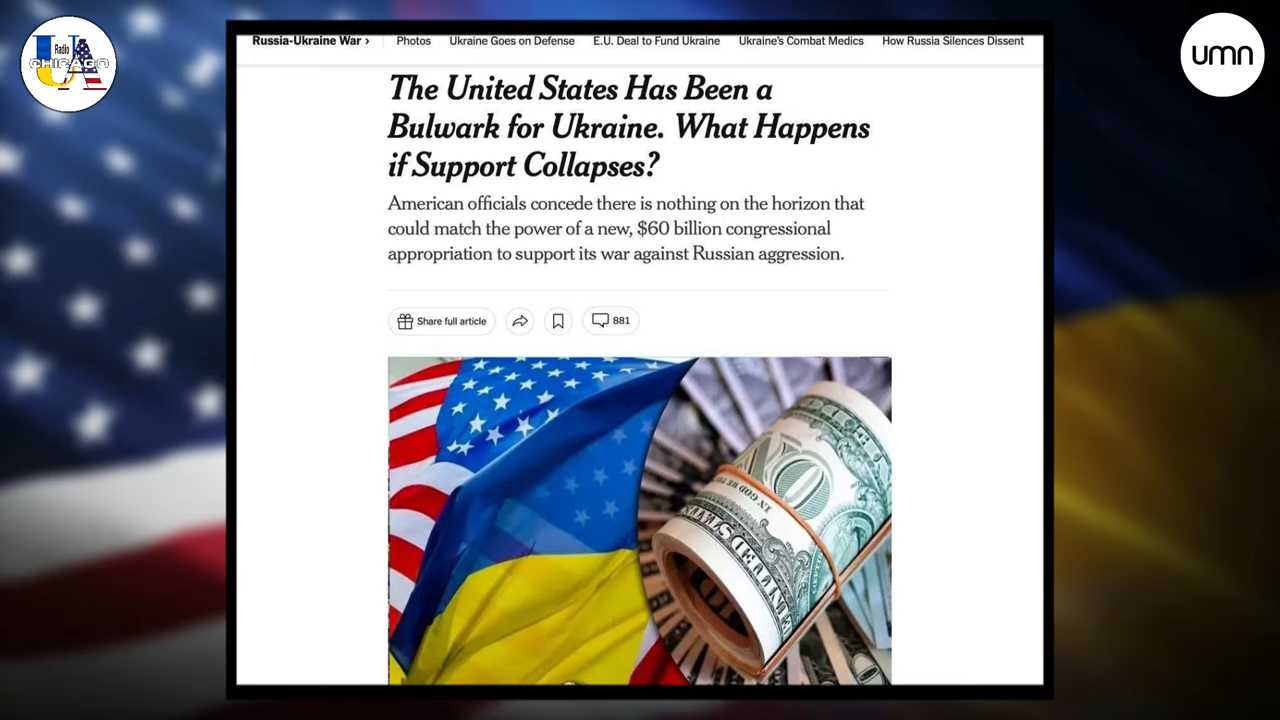 U A
Radio
CHICAGO
umn
Russia-Ukraine War ›
Photos
Ukraine Goes on Defense
E.U. Deal to Fund Ukraine
Ukraine's Combat Medics
How Russia Silences Dissent
The United States Has Been a
Bulwark for Ukraine. What Happens
if Support Collapses?
American officials concede there is nothing on the horizon that
could match the power of a new, $60 billion congressional
appropriation to support its war against Russian aggression.
Share full article
881
IN GOD WE